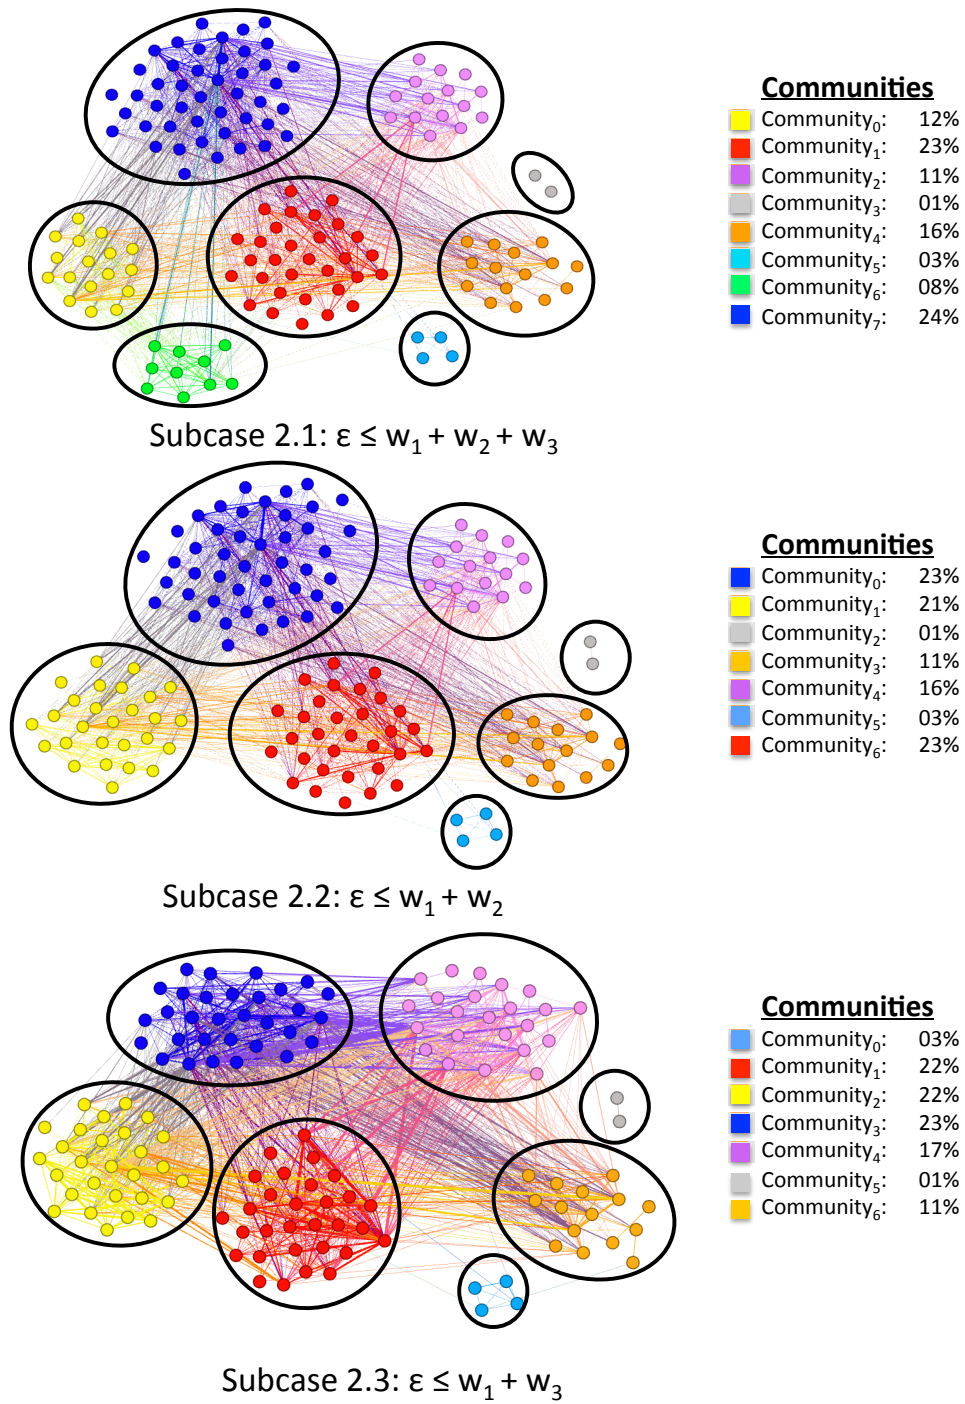 Communities
Community₀: 12%
Community₁: 23%
Community₂: 11%
Community₃: 01%
Community₄: 16%
Community₅: 03%
Community₆: 08%
Community₇: 24%
Subcase 2.1: ε ≤ w₁ + w₂ + w₃
Communities
Community₀: 23%
Community₁: 21%
Community₂: 01%
Community₃: 11%
Community₄: 16%
Community₅: 03%
Community₆: 23%
Subcase 2.2: ε ≤ w₁ + w₂
Communities
Community₀: 03%
Community₁: 22%
Community₂: 22%
Community₃: 23%
Community₄: 17%
Community₅: 01%
Community₆: 11%
Subcase 2.3: ε ≤ w₁ + w₃